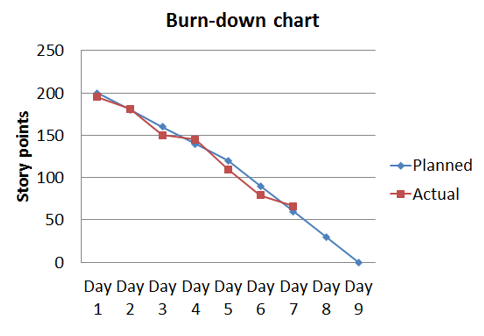 Burn-down chart
250
200
150
100
50
0
Story points
Day Day Day Day Day Day Day Day Day
1 2 3 4 5 6 7 8 9
Planned
Actual